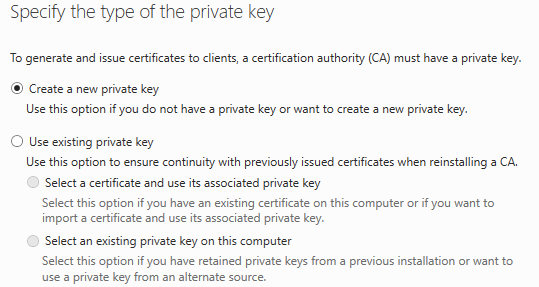 Specify the type of the private key
To generate and issue certificates to clients, a certification authority (CA) must have a private key.
Create a new private key
Use this option if you do not have a private key or want to create a new private key.
Use existing private key
Use this option to ensure continuity with previously issued certificates when reinstalling a CA.
Select a certificate and use its associated private key
Select this option if you have an existing certificate on this computer or if you want to
import a certificate and use its associated private key.
Select an existing private key on this computer
Select this option if you have retained private keys from a previous installation or want to
use a private key from an alternate source.